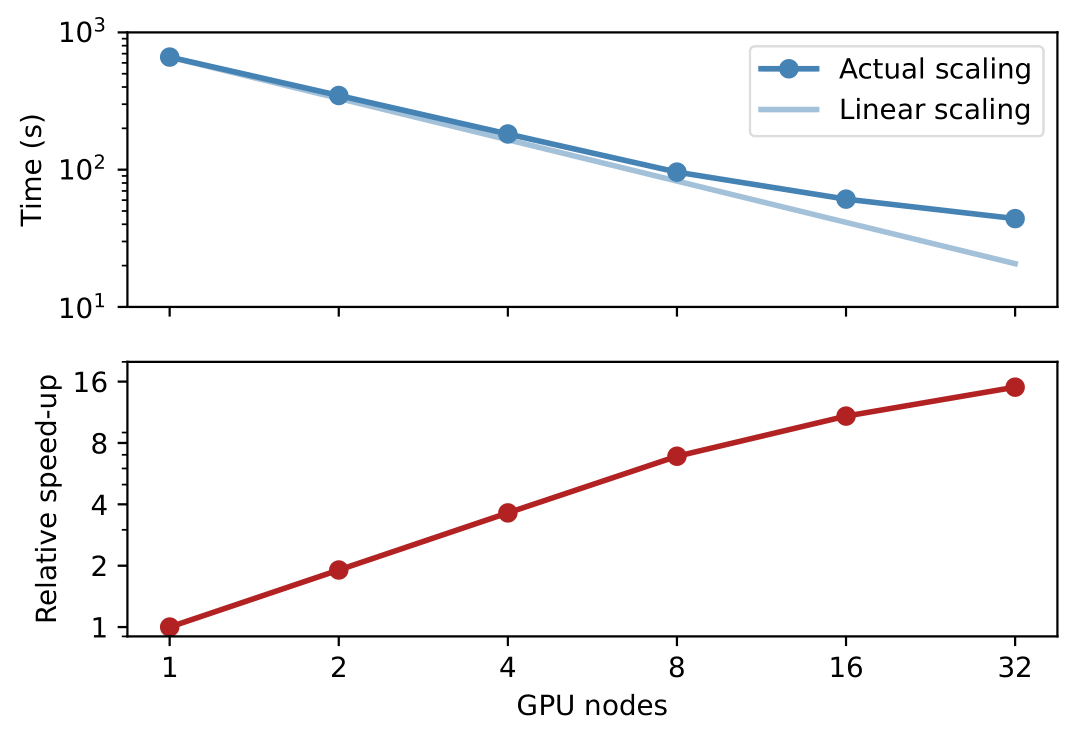 10³
10²
10¹
Time (s)
Actual scaling
Linear scaling
16
8
4
2
1
Relative speed-up
1 2 4 8 16 32
GPU nodes